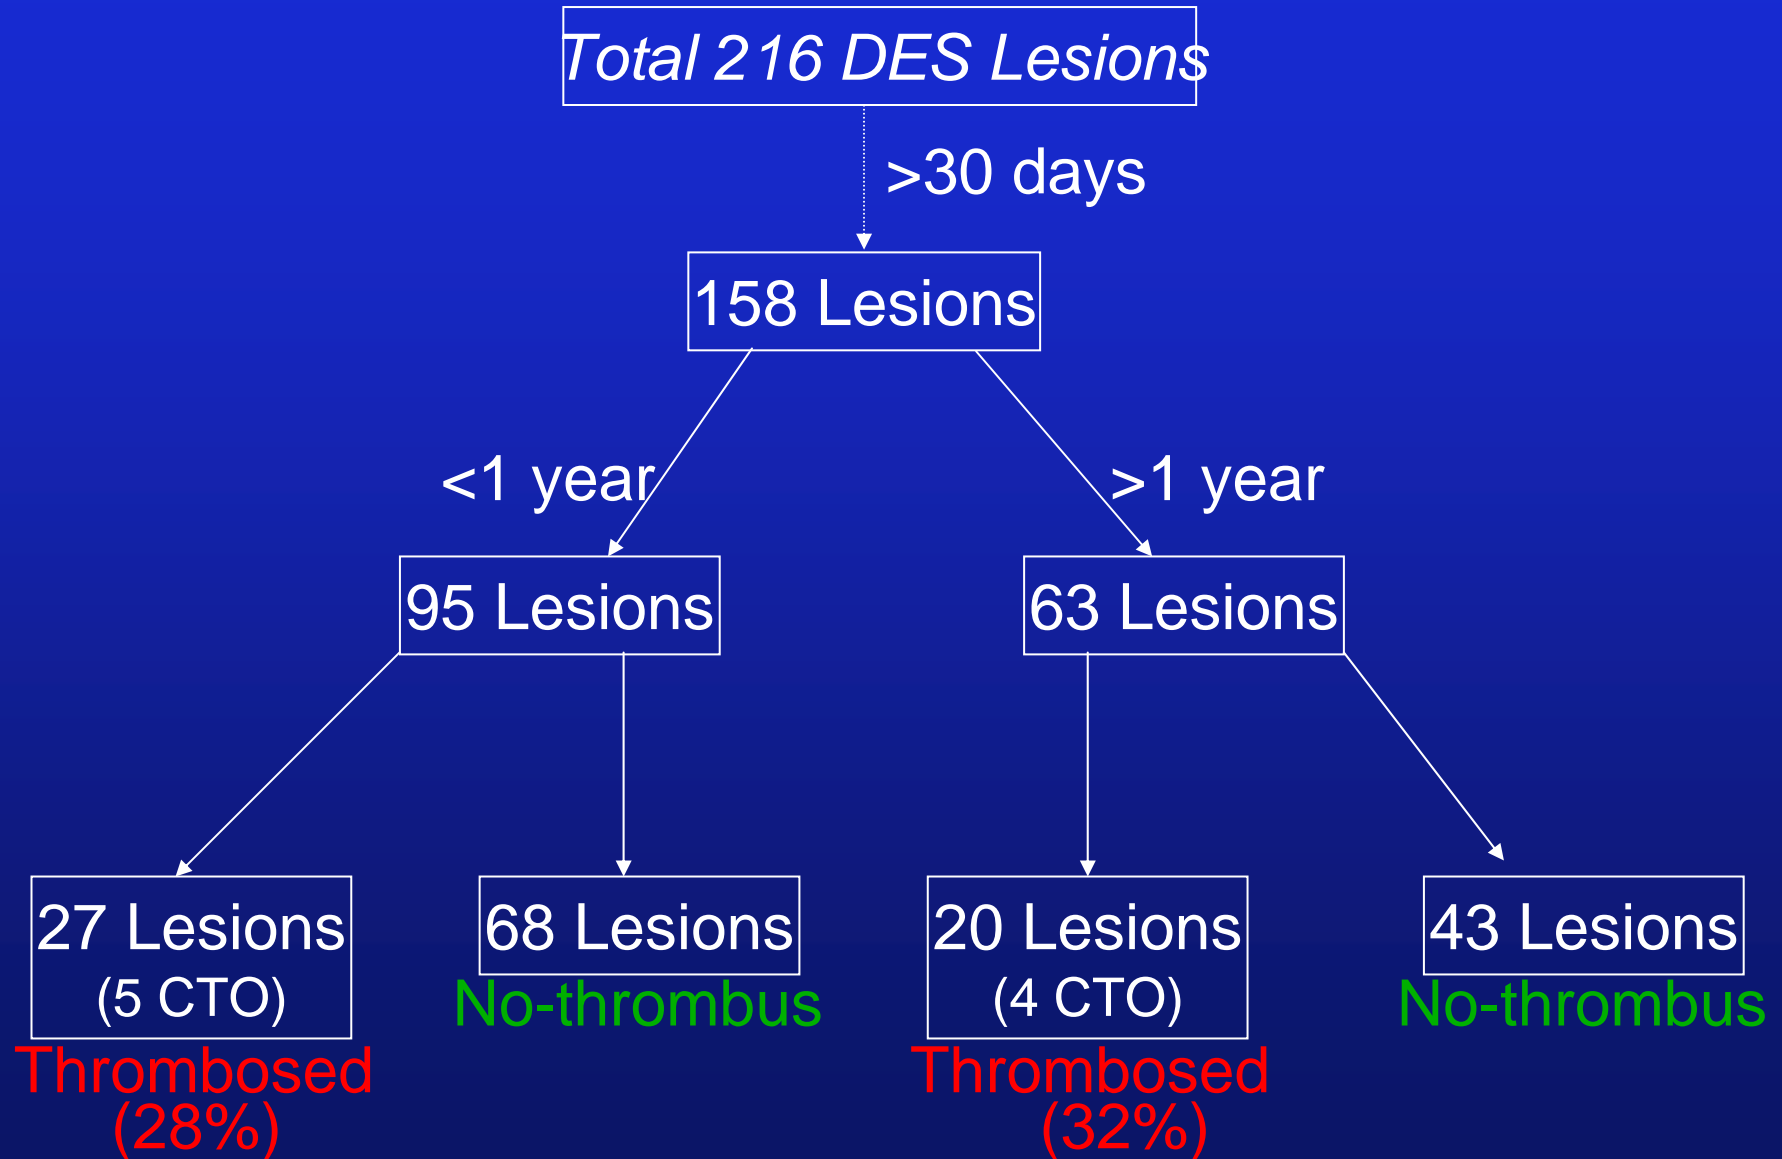 Total 216 DES Lesions
>30 days
158 Lesions
<1 year
>1 year
95 Lesions
63 Lesions
27 Lesions
(5 CTO)
Thrombosed
(28%)
68 Lesions
No-thrombus
20 Lesions
(4 CTO)
Thrombosed
(32%)
43 Lesions
No-thrombus